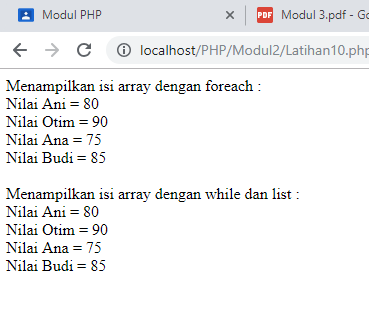 Modul PHP
Modul 3.pdf - Go
localhost/PHP/Modul2/Latihan10.php
Menampilkan isi array dengan foreach :
Nilai Ani = 80
Nilai Otim = 90
Nilai Ana = 75
Nilai Budi = 85
Menampilkan isi array dengan while dan list :
Nilai Ani = 80
Nilai Otim = 90
Nilai Ana = 75
Nilai Budi = 85